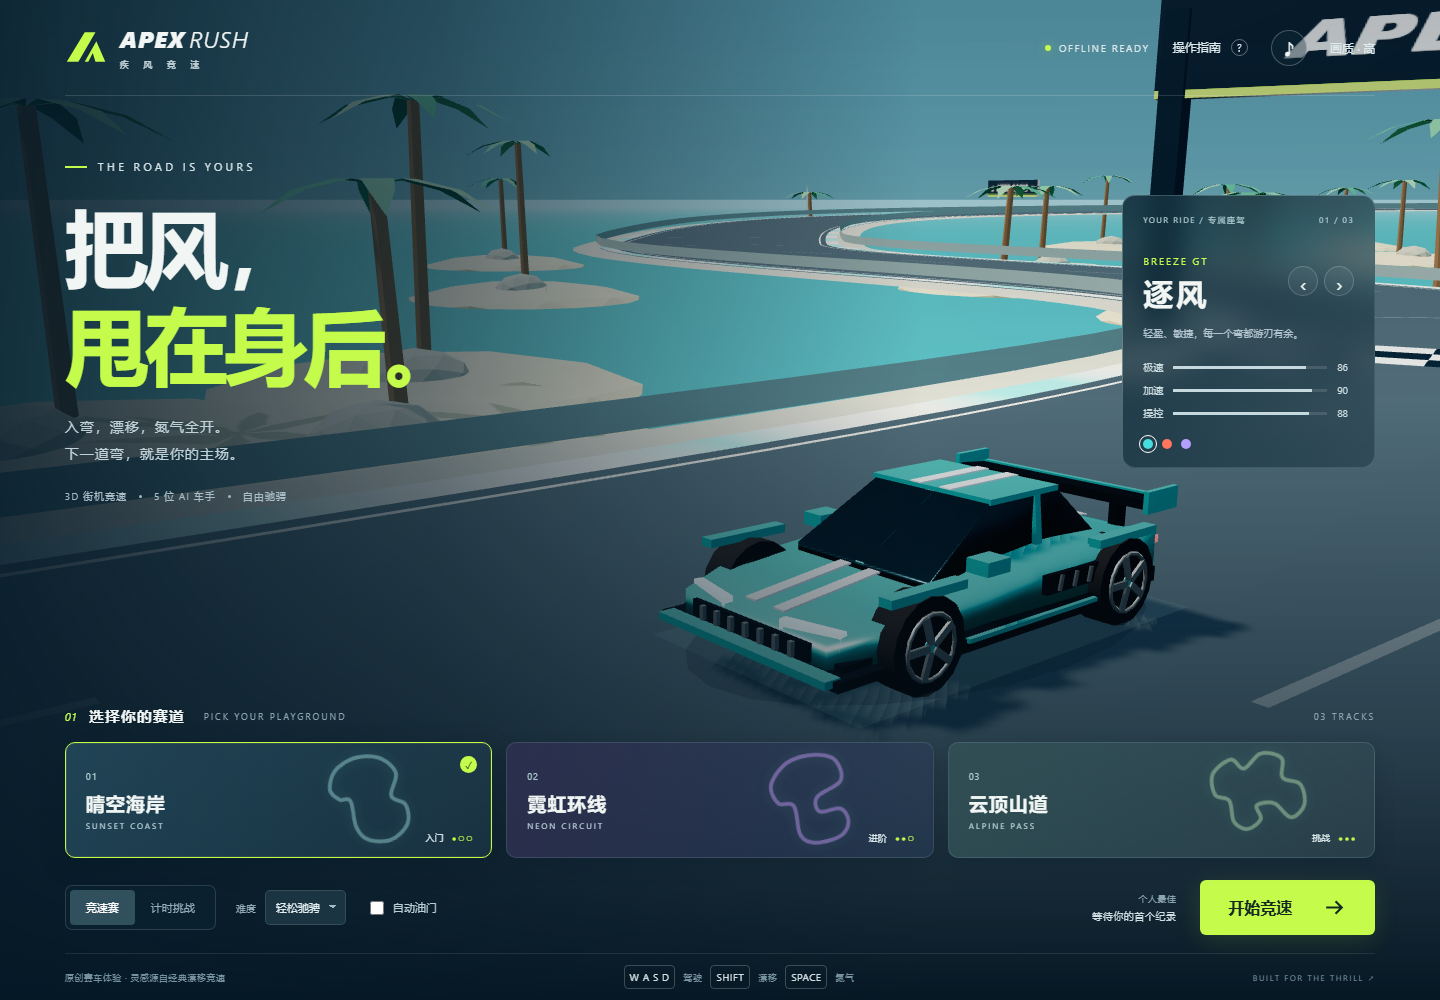 APEX RUSH
疾风竞速
OFFLINE READY
操作指南 ?
画质 · 高
THE ROAD IS YOURS
把风，
甩在身后。
入弯，漂移，氮气全开。
下一道弯，就是你的主场。
3D 街机竞速 • 5 位 AI 车手 • 自由驰骋
YOUR RIDE / 专属座驾 01 / 03
BREEZE GT
逐风
轻盈、敏捷，每一个弯都游刃有余。
极速 86
加速 90
操控 88
01 选择你的赛道 PICK YOUR PLAYGROUND 03 TRACKS
01
晴空海岸
SUNSET COAST
入门
02
霓虹环线
NEON CIRCUIT
进阶
03
云顶山道
ALPINE PASS
挑战
竞速赛 计时挑战 难度 轻松驰骋 自动油门
个人最佳
等待你的首个纪录
开始竞速 →
原创赛车体验 · 灵感源自经典漂移竞速
W A S D 驾驶 SHIFT 漂移 SPACE 氮气
BUILT FOR THE THRILL ↗